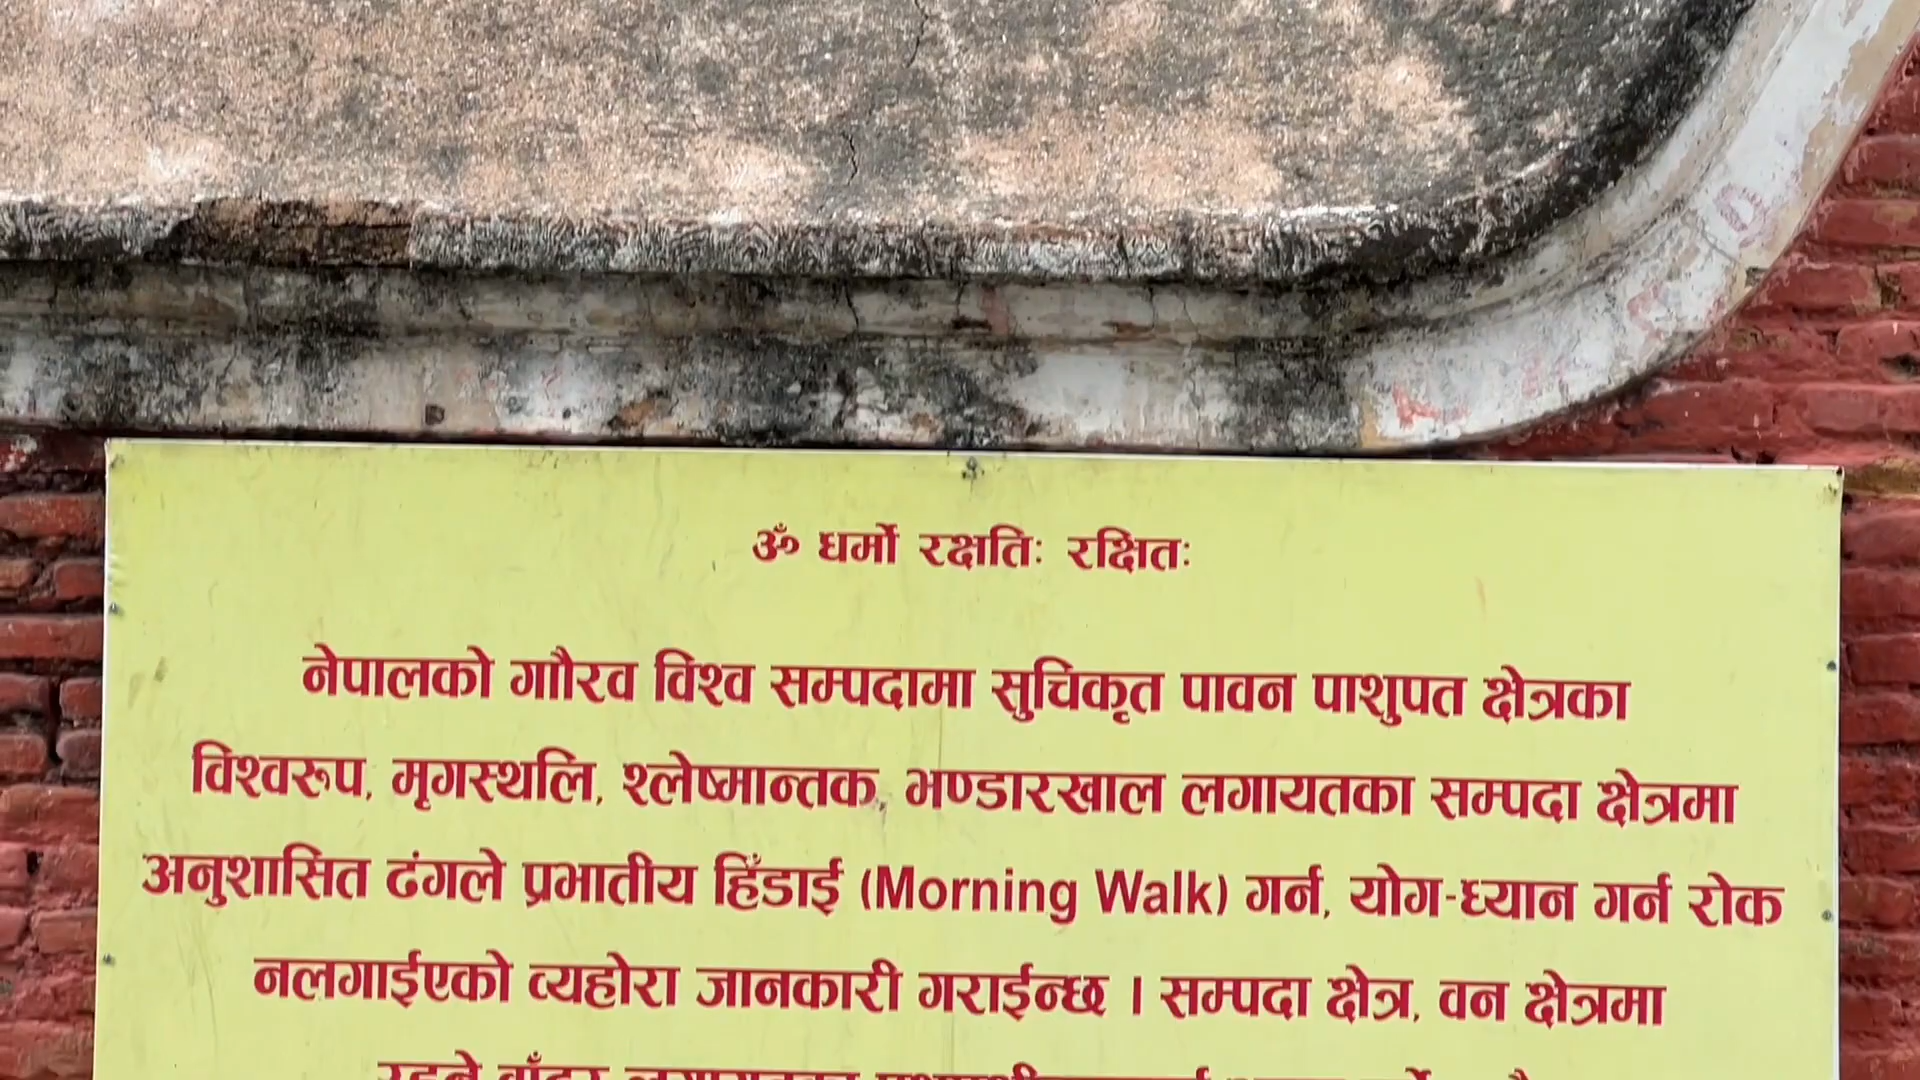 ॐ धर्मो रक्षतिः रक्षितः
नेपालको गाैरव विश्व सम्पदामा सुचिकृत पावन पाशुपत क्षेत्रका
विश्वरूप, मृगस्थलि, श्लेष्मान्तक, भण्डारखाल लगायतका सम्पदा क्षेत्रमा
अनुशासित ढंगले प्रभातीय हिँडाई (Morning Walk) गर्न, योग-ध्यान गर्न रोक
नलगाईएको व्यहोरा जानकारी गराईन्छ । सम्पदा क्षेत्र, वन क्षेत्रमा